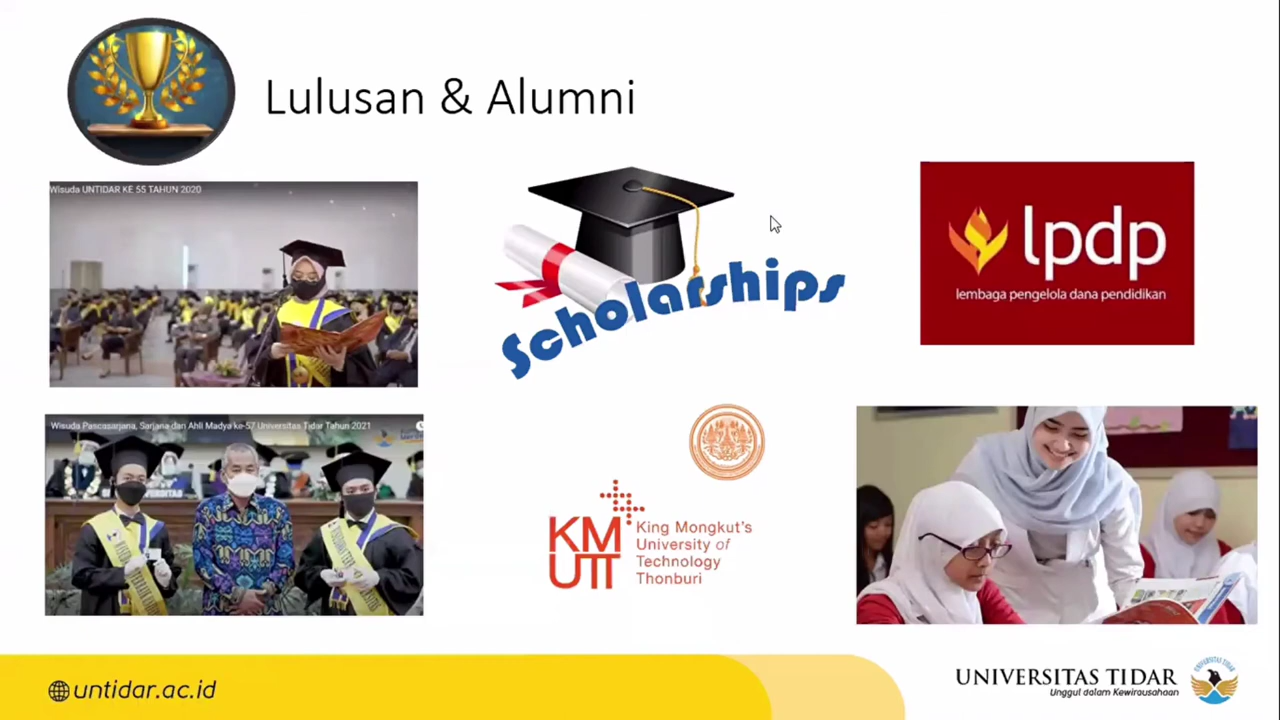 Lulusan & Alumni
Wisuda UNTIDAR KE 55 TAHUN 2020
Scholarships
lpdp
lembaga pengelola dana pendidikan
Wisuda Pascasarjana, Sarjana dan Ahli Madya ke-57 Universitas Tidar Tahun 2021
KMUTT
King Mongkut's
University of
Technology
Thonburi
untidar.ac.id
UNIVERSITAS TIDAR
Unggul dalam Kewirausahaan